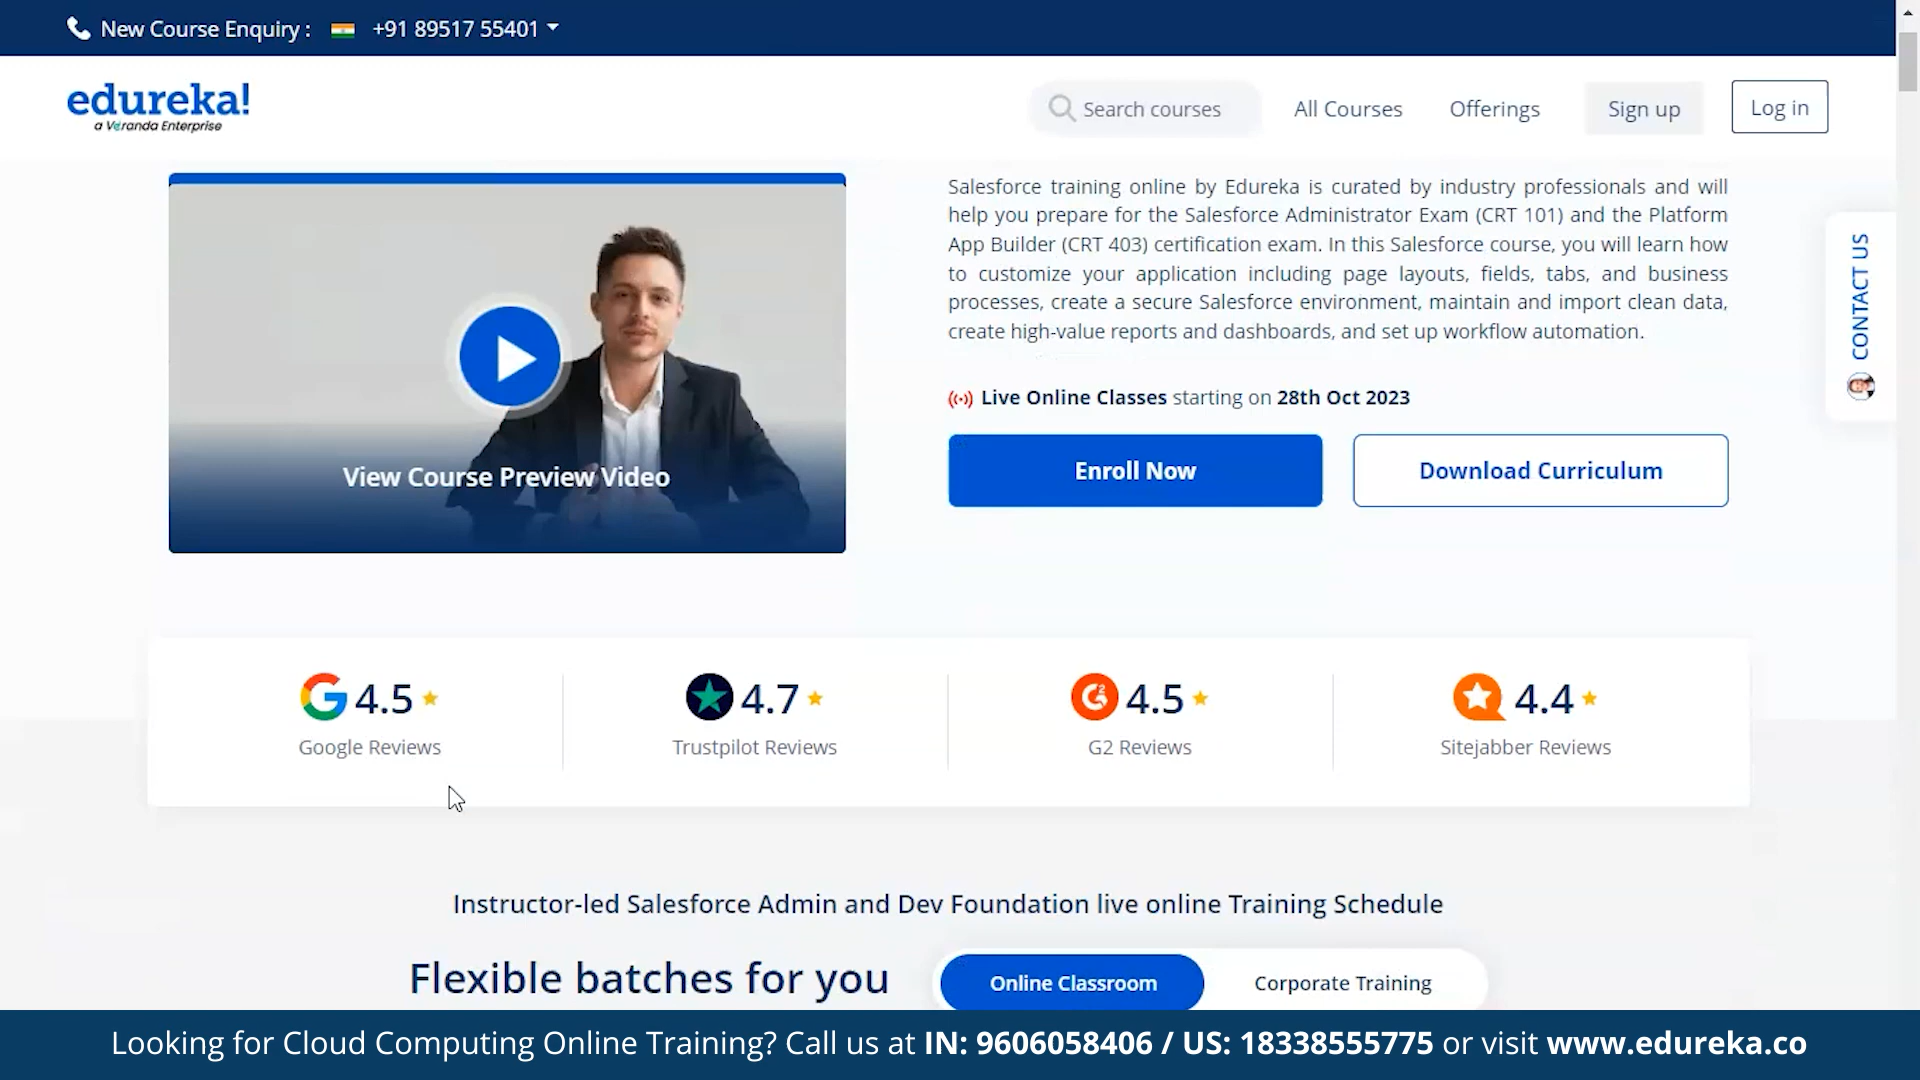 New Course Enquiry : +91 89517 55401
edureka!
a Veranda Enterprise
Search courses
All Courses
Offerings
Sign up
Log in
Salesforce training online by Edureka is curated by industry professionals and will
help you prepare for the Salesforce Administrator Exam (CRT 101) and the Platform
App Builder (CRT 403) certification exam. In this Salesforce course, you will learn how
to customize your application including page layouts, fields, tabs, and business
processes, create a secure Salesforce environment, maintain and import clean data,
create high-value reports and dashboards, and set up workflow automation.
CONTACT US
Live Online Classes starting on 28th Oct 2023
Enroll Now
Download Curriculum
View Course Preview Video
4.5
Google Reviews
4.7
Trustpilot Reviews
4.5
G2 Reviews
4.4
Sitejabber Reviews
Instructor-led Salesforce Admin and Dev Foundation live online Training Schedule
Flexible batches for you
Online Classroom
Corporate Training
Looking for Cloud Computing Online Training? Call us at IN: 9606058406 / US: 18338555775 or visit www.edureka.co